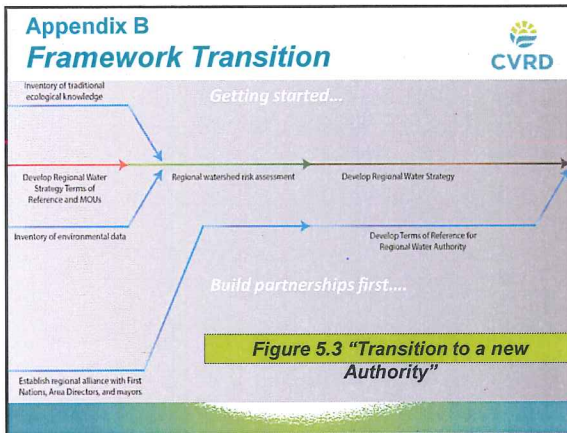 Appendix B
Framework Transition
CVRD
Inventory of traditional
ecological knowledge
Getting started...
Develop Regional Water
Strategy Terms of
Reference and MOUs
Regional watershed risk assessment
Develop Regional Water Strategy
Inventory of environmental data
Develop Terms of Reference for
Regional Water Authority
Build partnerships first....
Figure 5.3 “Transition to a new
Authority”
Establish regional alliance with First
Nations, Area Directors, and mayors